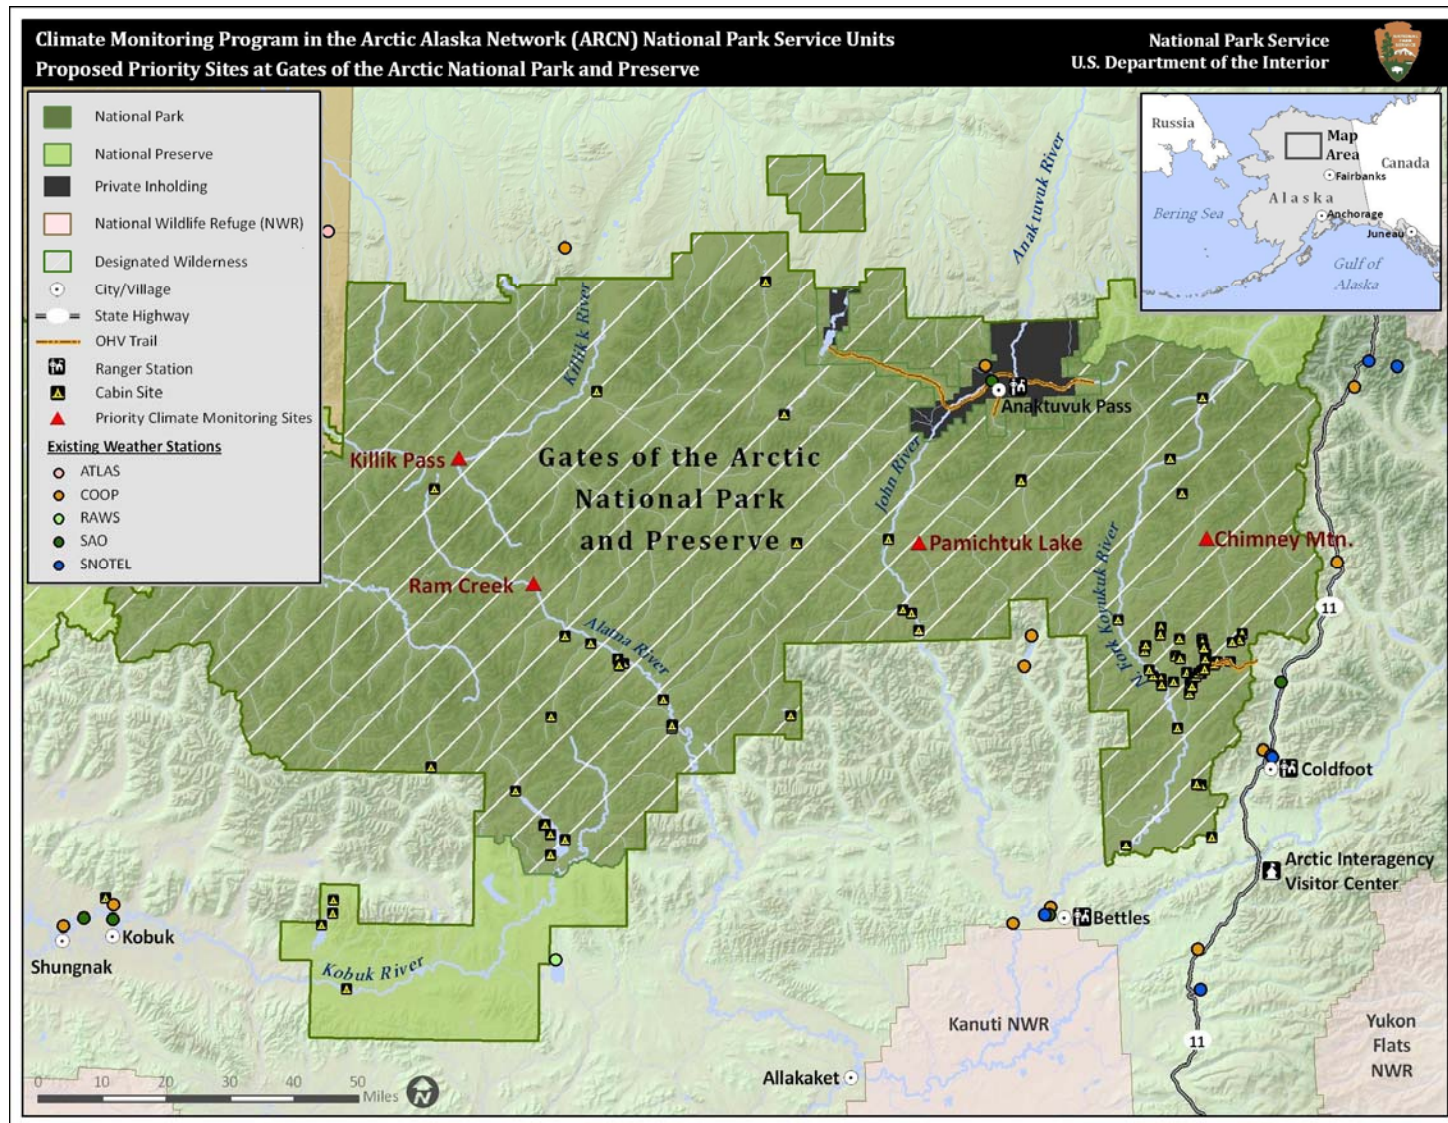 Climate Monitoring Program in the Arctic Alaska Network (ARCN) National Park Service Units
Proposed Priority Sites at Gates of the Arctic National Park and Preserve
National Park Service
U.S. Department of the Interior
National Park
National Preserve
Private Inholding
National Wildlife Refuge (NWR)
Designated Wilderness
City/Village
State Highway
OHV Trail
Ranger Station
Cabin Site
Priority Climate Monitoring Sites
Existing Weather Stations
ATLAS
COOP
RAWS
SAO
SNOTEL
Russia
Map
Area
Canada
Fairbanks
Alaska
Bering Sea
Anchorage
Juneau
Gulf of
Alaska
Anaktuvuk River
Killik River
Anaktuvuk Pass
Killik Pass
Gates of the Arctic
National Park
and Preserve
John River
Pamichtuk Lake
Chimney Mtn.
Ram Creek
N. Fork Koyukuk River
Alatna River
11
Coldfoot
Arctic Interagency
Visitor Center
Bettles
Kobuk
Shungnak
Kobuk River
Kanuti NWR
Yukon
Flats
NWR
11
Allakaket
0 10 20 30 40 50
Miles
N